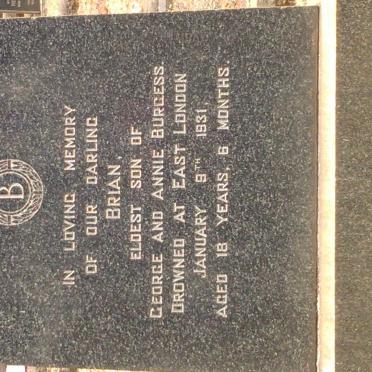 B
IN LOVING MEMORY
OF OUR DARLING
BRIAN,
ELDEST SON OF
GEORGE AND ANNIE BURGESS.
DROWNED AT EAST LONDON
JANUARY 9TH 1931,
AGED 18 YEARS, 6 MONTHS.